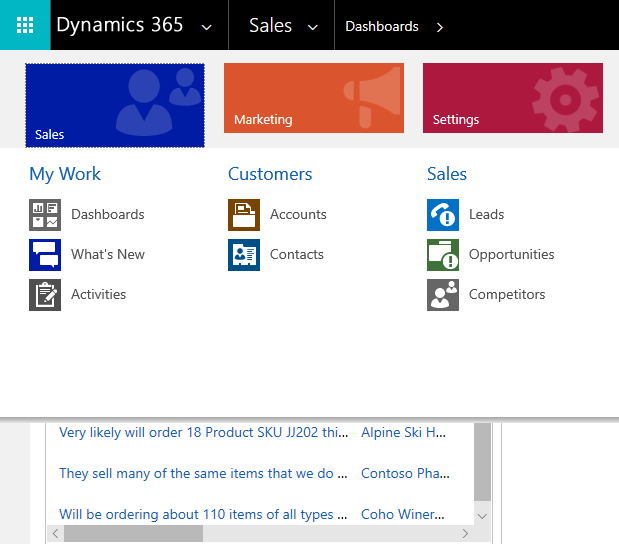 Dynamics 365 Sales Dashboards
Sales Marketing Settings
My Work Customers Sales
Dashboards Accounts Leads
What's New Contacts Opportunities
Activities Competitors
Very likely will order 18 Product SKU JJ202 thi... Alpine Ski H...
They sell many of the same items that we do ... Contoso Pha...
Will be ordering about 110 items of all types ... Coho Winer...